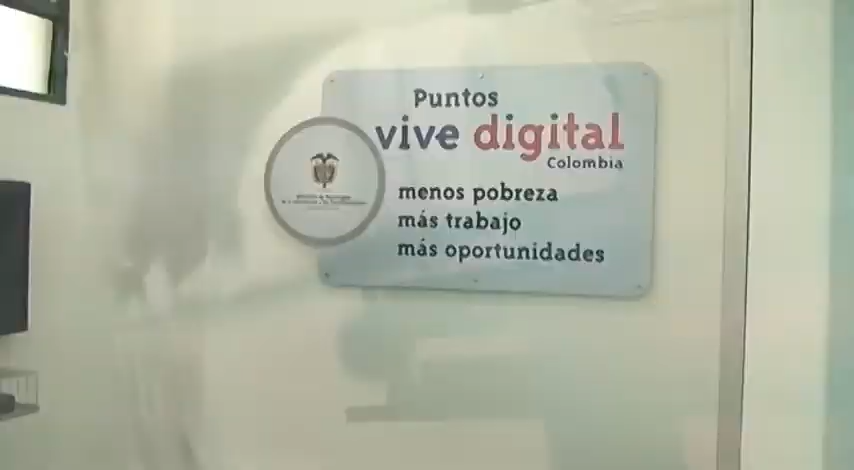 Puntos
vive digital
Colombia
menos pobreza
más trabajo
más oportunidades